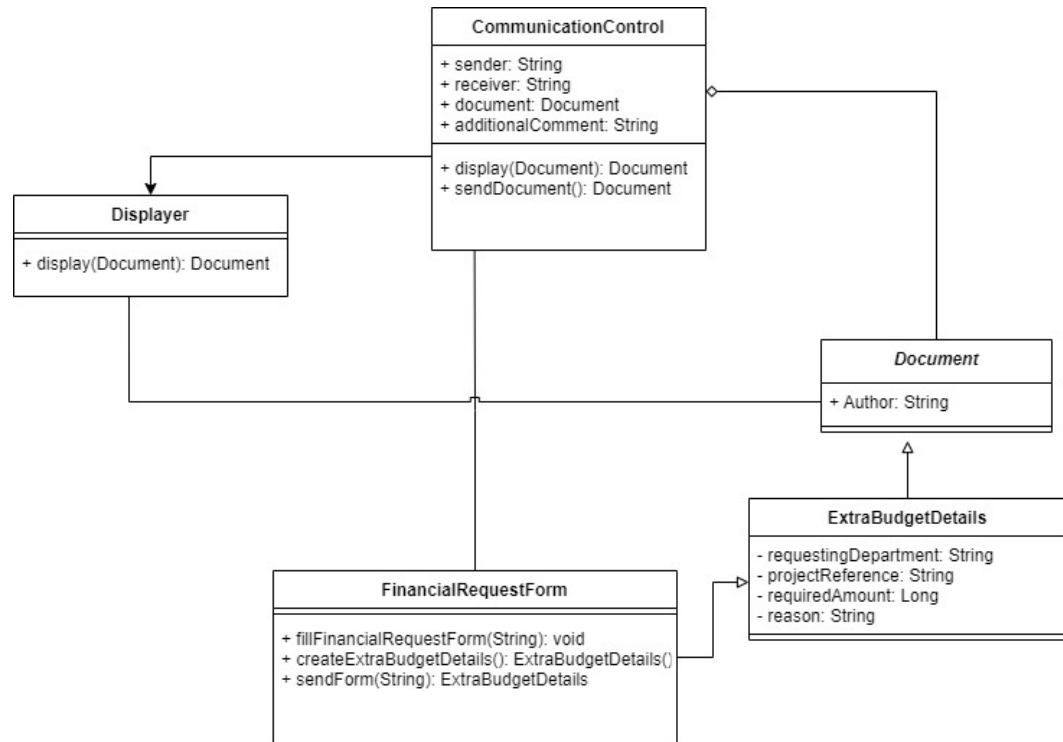 CommunicationControl
+ sender: String
+ receiver: String
+ document: Document
+ additionalComment: String
+ display(Document): Document
+ sendDocument(): Document
Displayer
+ display(Document): Document
Document
+ Author: String
ExtraBudgetDetails
- requestingDepartment: String
- projectReference: String
- requiredAmount: Long
- reason: String
FinancialRequestForm
+ fillFinancialRequestForm(String): void
+ createExtraBudgetDetails(): ExtraBudgetDetails()
+ sendForm(String): ExtraBudgetDetails